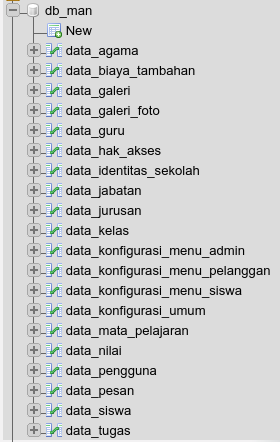 db_man
New
data_agama
data_biaya_tambahan
data_galeri
data_galeri_foto
data_guru
data_hak_akses
data_identitas_sekolah
data_jabatan
data_jurusan
data_kelas
data_konfigurasi_menu_admin
data_konfigurasi_menu_pelanggan
data_konfigurasi_menu_siswa
data_konfigurasi_umum
data_mata_pelajaran
data_nilai
data_pengguna
data_pesan
data_siswa
data_tugas